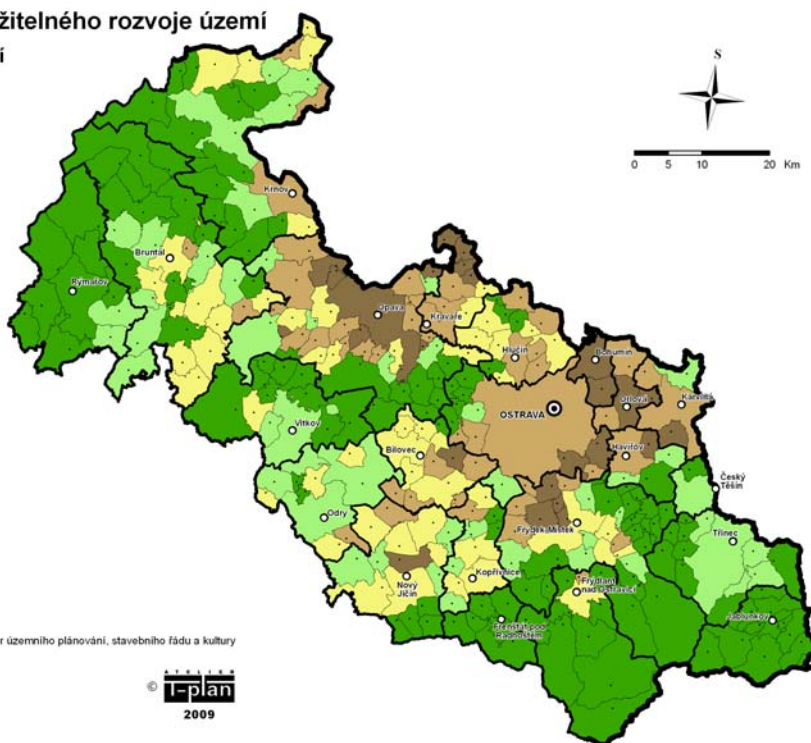 žitelného rozvoje území
í
S
0 5 10 20 Km
Krnov
Bruntál
Rýmařov
Opava
Kravaře
Hlučín
Bohumín
OSTRAVA
Orlová
Karviná
Vítkov
Bílovec
Havířov
Český
Těšín
Odry
Frýdek Místek
Třinec
Nový
Jičín
Kopřivnice
Frýdlant
nad Ostravicí
Frenštát pod
Radhoštěm
Jablunkov
r územního plánování, stavebního řádu a kultury
ATELIER
© T-plan
2009